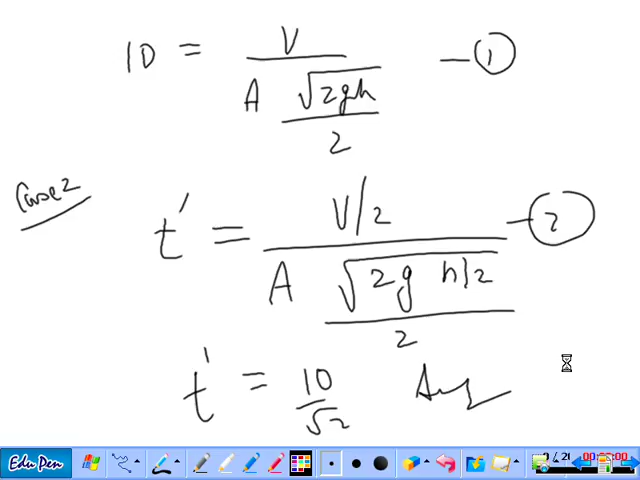 10 = V / (A √2gh / 2) —①
Case 2
t' = V/2 / (A √2g h/2 / 2) —②
t' = 10/√2 Ans
Edu Pen